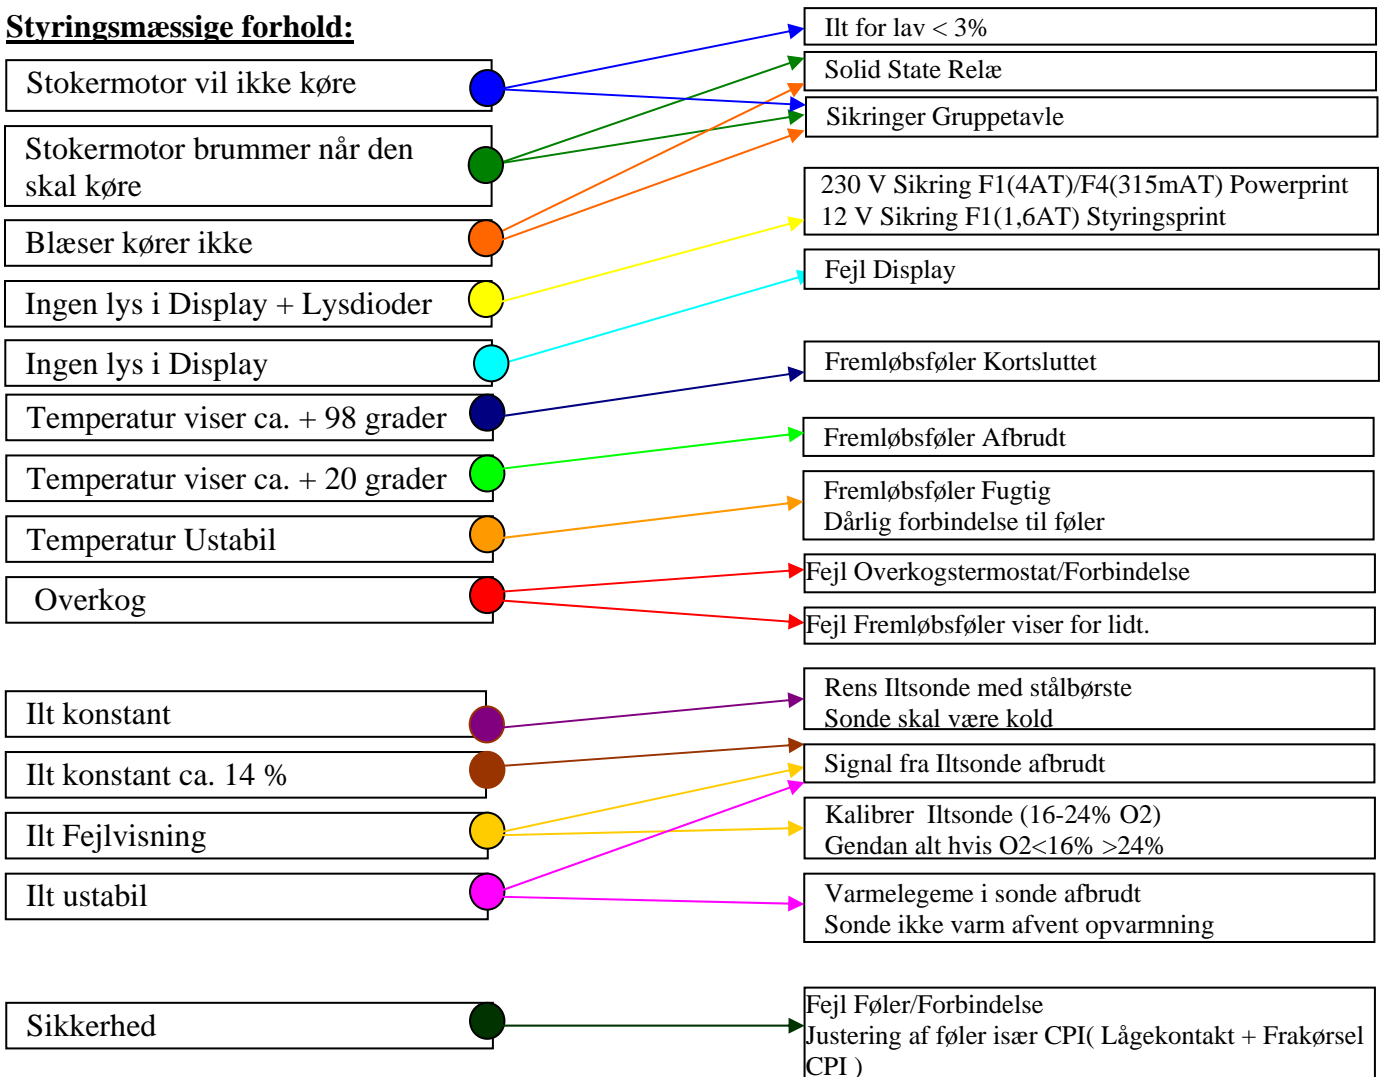 Styringsmæssige forhold:
Stokermotor vil ikke køre
Stokermotor brummer når den
skal køre
Blæser kører ikke
Ingen lys i Display + Lysdioder
Ingen lys i Display
Temperatur viser ca. + 98 grader
Temperatur viser ca. + 20 grader
Temperatur Ustabil
Overkog
Ilt konstant
Ilt konstant ca. 14 %
Ilt Fejlvisning
Ilt ustabil
Sikkerhed
Ilt for lav < 3%
Solid State Relæ
Sikringer Gruppetavle
230 V Sikring F1(4AT)/F4(315mAT) Powerprint
12 V Sikring F1(1,6AT) Styringsprint
Fejl Display
Fremløbsføler Kortsluttet
Fremløbsføler Afbrudt
Fremløbsføler Fugtig
Dårlig forbindelse til føler
Fejl Overkogstermostat/Forbindelse
Fejl Fremløbsføler viser for lidt.
Rens Iltsonde med stålbørste
Sonde skal være kold
Signal fra Iltsonde afbrudt
Kalibrer Iltsonde (16-24% O2)
Gendan alt hvis O2<16% >24%
Varmelegeme i sonde afbrudt
Sonde ikke varm afvent opvarmning
Fejl Føler/Forbindelse
Justering af føler især CPI( Lågekontakt + Frakørsel
CPI )